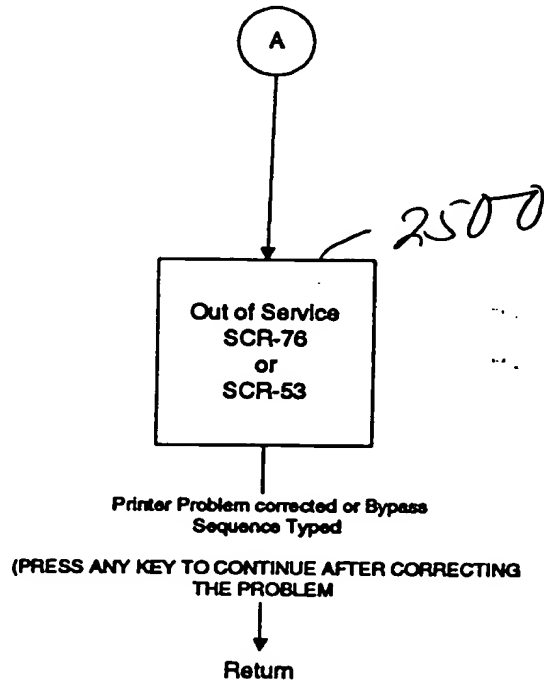 A
2500
Out of Service
SCR-76
or
SCR-53
Printer Problem corrected or Bypass
Sequence Typed
(PRESS ANY KEY TO CONTINUE AFTER CORRECTING
THE PROBLEM
Return